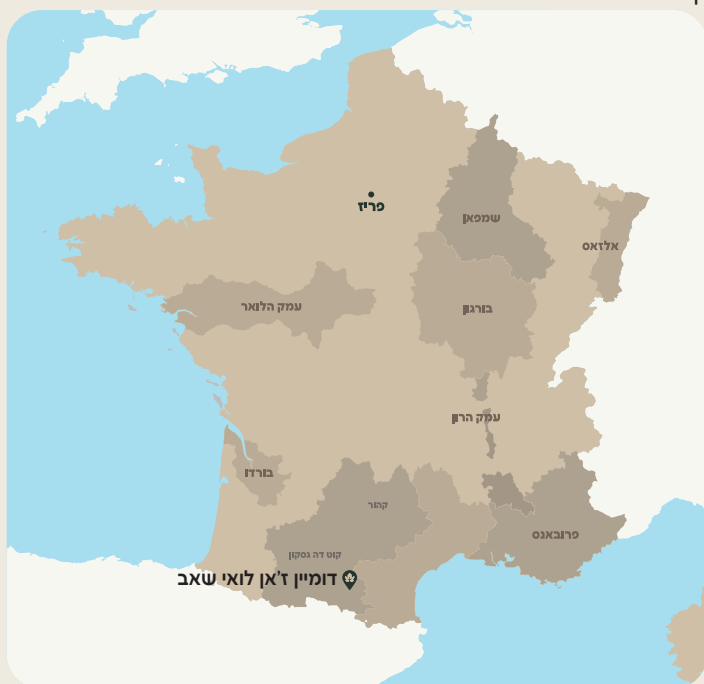 פריז
שמפאן
אלזאס
עמק הלואר
בורגון
עמק הרון
בורדו
קהור
פרובאנס
קוט דה גסקון
דומיין ז'אן לואי שאב